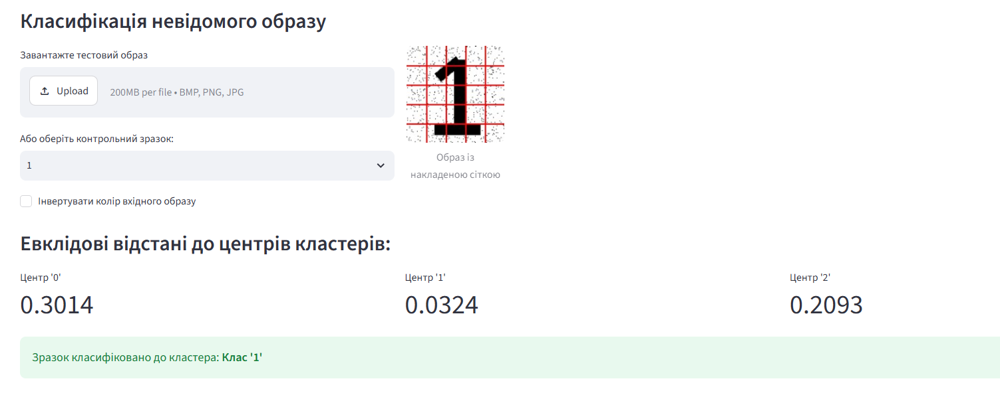 Класифікація невідомого образу
Завантажте тестовий образ
Upload
200MB per file • BMP, PNG, JPG
Або оберіть контрольний зразок:
1
Інвертувати колір вхідного образу
1
Образ із
накладеною сіткою
Евклідові відстані до центрів кластерів:
Центр '0'
0.3014
Центр '1'
0.0324
Центр '2'
0.2093
Зразок класифіковано до кластера: Клас '1'